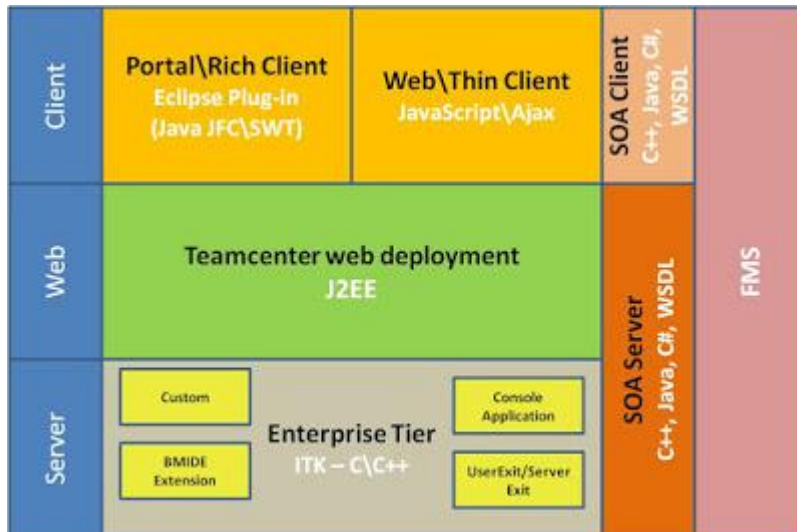 Client
Portal\Rich Client
Eclipse Plug-in
(Java JFC\SWT)
Web\Thin Client
JavaScript\Ajax
SOA Client
C++, Java, C#,
WSDL
FMS
Web
Teamcenter web deployment
J2EE
SOA Server
C++, Java, C#, WSDL
Server
Custom
BMIDE
Extension
Enterprise Tier
ITK – C\C++
Console
Application
UserExit/Server
Exit